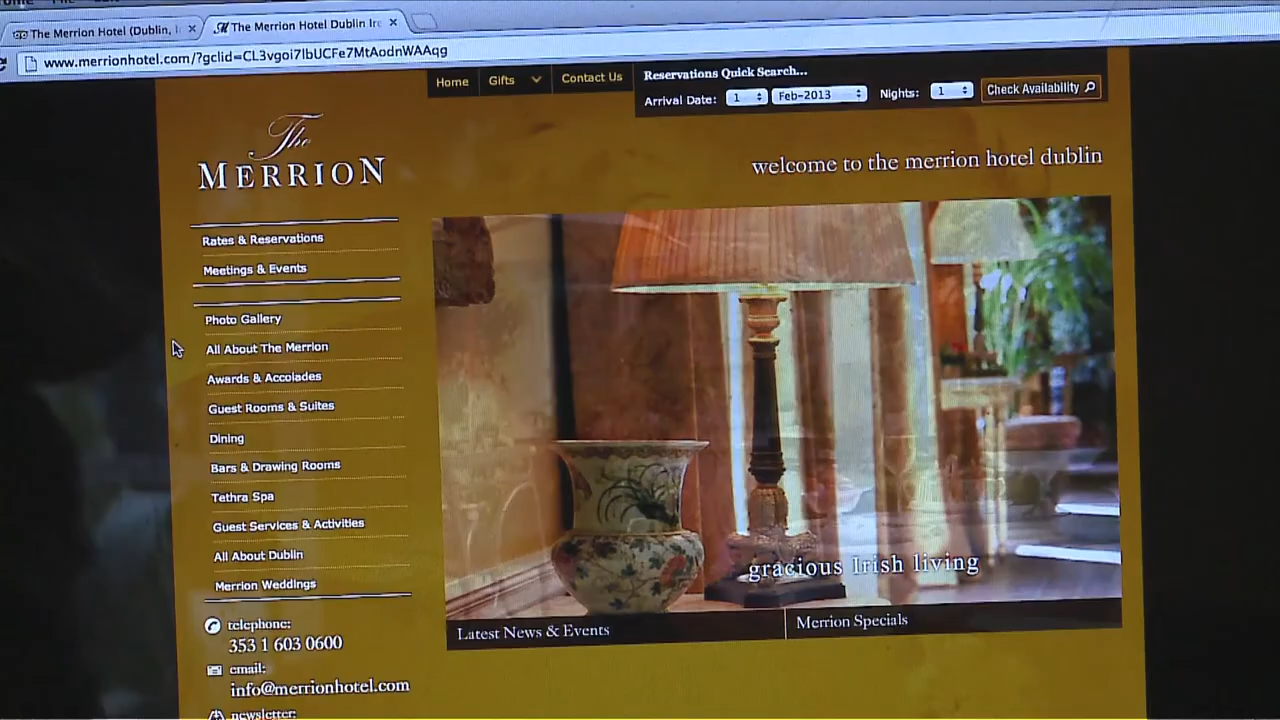 The Merrion Hotel (Dublin, I
The Merrion Hotel Dublin Ire
www.merrionhotel.com/?gclid=CL3vgoi7lbUCFe7MtAodnWAAqg
Home
Gifts
Contact Us
Reservations Quick Search...
Arrival Date:
1
Feb-2013
Nights:
1
Check Availability
The
MERRION
welcome to the merrion hotel dublin
Rates & Reservations
Meetings & Events
Photo Gallery
All About The Merrion
Awards & Accolades
Guest Rooms & Suites
Dining
Bars & Drawing Rooms
Tethra Spa
Guest Services & Activities
All About Dublin
Merrion Weddings
telephone:
353 1 603 0600
email:
info@merrionhotel.com
newsletter:
gracious Irish living
Latest News & Events
Merrion Specials